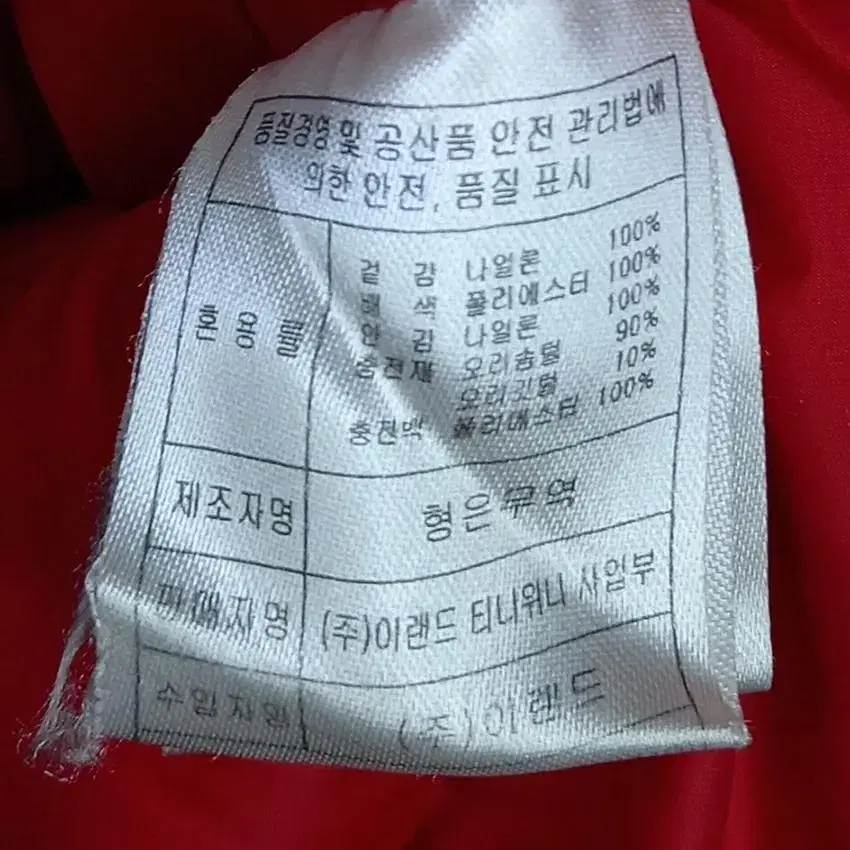 품질경영 및 공산품 안전 관리법에
의한 안전, 품질 표시
혼용률
겉감 나일론 100%
배색 폴리에스터 100%
안감 나일론 100%
충전재 오리솜털 90%
오리깃털 10%
충전백 폴리에스터 100%
제조자명 형은무역
판매자명 (주)이랜드 티니위니 사업부
수입자명 (주)이랜드